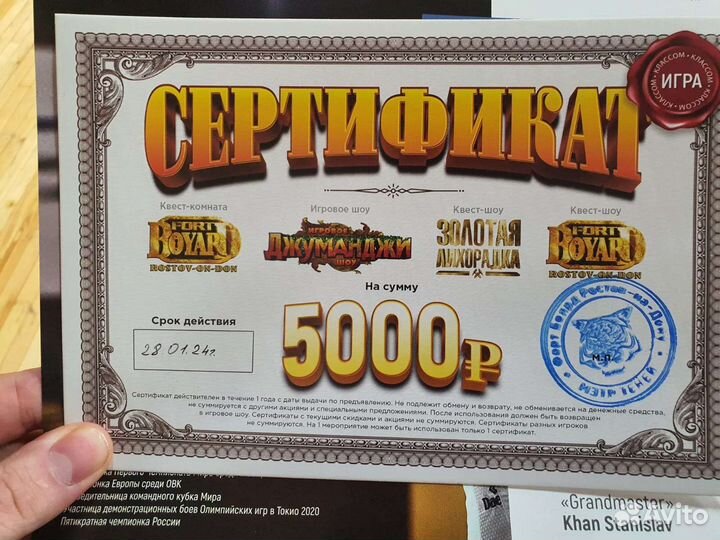 ИГРА
КЛАССОМ • КЛАССОМ • КЛАССОМ
СЕРТИФИКАТ
Квест-комната
FORT
BOYARD
ROSTOV-ON-DON
Игровое шоу
ИГРОВОЕ
ДЖУМАНДЖИ
ШОУ
Квест-шоу
ЗОЛОТАЯ
ЛИХОРАДКА
Квест-шоу
FORT
BOYARD
ROSTOV-ON-DON
На сумму
5000₽
Срок действия
28.01.24г.
Форт Боярд Ростов-на-Дону
М.П.
Сертификат действителен в течение 1 года с даты выдачи по предъявлению. Не подлежит обмену и возврату, не обменивается на денежные средства,
не суммируется с другими акциями и специальными предложениями. После использования должен быть возвращен
в игровое шоу. Сертификаты с текущими скидками и акциями не суммируются. Сертификаты разных игроков
не суммируются. На 1 мероприятие может быть использован только 1 сертификат.
Первого Чемпионата Мира
Европы среди ОВК
командного кубка Мира
участница демонстрационных боев Олимпийских игр в Токио 2020
Пятикратная чемпионка России
Dae
«Grandmaster»
Khan Stanislav
Avito